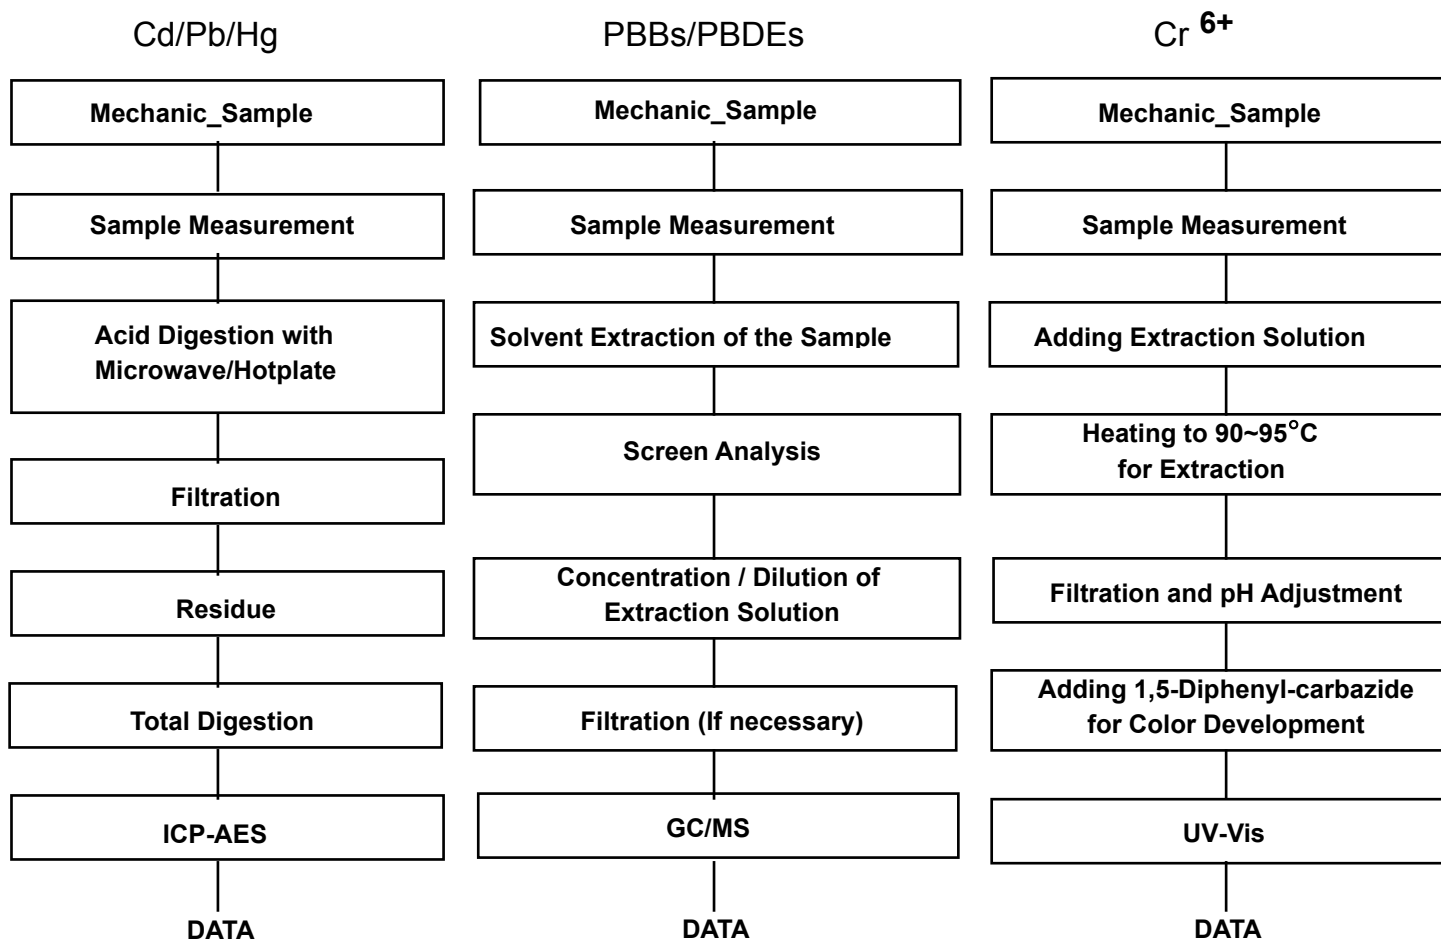 Cd/Pb/Hg
Mechanic_Sample
Sample Measurement
Acid Digestion with
Microwave/Hotplate
Filtration
Residue
Total Digestion
ICP-AES
DATA
PBBs/PBDEs
Mechanic_Sample
Sample Measurement
Solvent Extraction of the Sample
Screen Analysis
Concentration / Dilution of
Extraction Solution
Filtration (If necessary)
GC/MS
DATA
Cr 6+
Mechanic_Sample
Sample Measurement
Adding Extraction Solution
Heating to 90~95°C
for Extraction
Filtration and pH Adjustment
Adding 1,5-Diphenyl-carbazide
for Color Development
UV-Vis
DATA